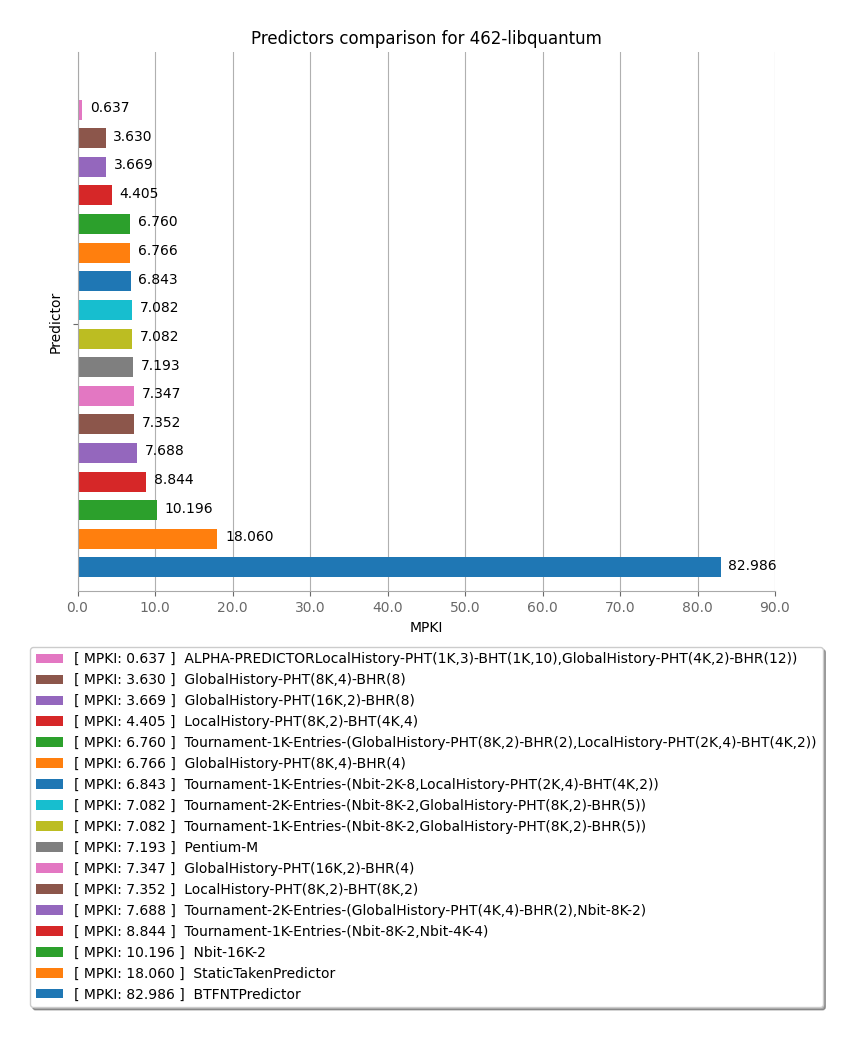 Predictors comparison for 462-libquantum
0.637
3.630
3.669
4.405
6.760
6.766
6.843
7.082
7.082
7.193
7.347
7.352
7.688
8.844
10.196
18.060
82.986
Predictor
0.0 10.0 20.0 30.0 40.0 50.0 60.0 70.0 80.0 90.0
MPKI
[ MPKI: 0.637 ] ALPHA-PREDICTORLocalHistory-PHT(1K,3)-BHT(1K,10),GlobalHistory-PHT(4K,2)-BHR(12))
[ MPKI: 3.630 ] GlobalHistory-PHT(8K,4)-BHR(8)
[ MPKI: 3.669 ] GlobalHistory-PHT(16K,2)-BHR(8)
[ MPKI: 4.405 ] LocalHistory-PHT(8K,2)-BHT(4K,4)
[ MPKI: 6.760 ] Tournament-1K-Entries-(GlobalHistory-PHT(8K,2)-BHR(2),LocalHistory-PHT(2K,4)-BHT(4K,2))
[ MPKI: 6.766 ] GlobalHistory-PHT(8K,4)-BHR(4)
[ MPKI: 6.843 ] Tournament-1K-Entries-(Nbit-2K-8,LocalHistory-PHT(2K,4)-BHT(4K,2))
[ MPKI: 7.082 ] Tournament-2K-Entries-(Nbit-8K-2,GlobalHistory-PHT(8K,2)-BHR(5))
[ MPKI: 7.082 ] Tournament-1K-Entries-(Nbit-8K-2,GlobalHistory-PHT(8K,2)-BHR(5))
[ MPKI: 7.193 ] Pentium-M
[ MPKI: 7.347 ] GlobalHistory-PHT(16K,2)-BHR(4)
[ MPKI: 7.352 ] LocalHistory-PHT(8K,2)-BHT(8K,2)
[ MPKI: 7.688 ] Tournament-2K-Entries-(GlobalHistory-PHT(4K,4)-BHR(2),Nbit-8K-2)
[ MPKI: 8.844 ] Tournament-1K-Entries-(Nbit-8K-2,Nbit-4K-4)
[ MPKI: 10.196 ] Nbit-16K-2
[ MPKI: 18.060 ] StaticTakenPredictor
[ MPKI: 82.986 ] BTFNTPredictor